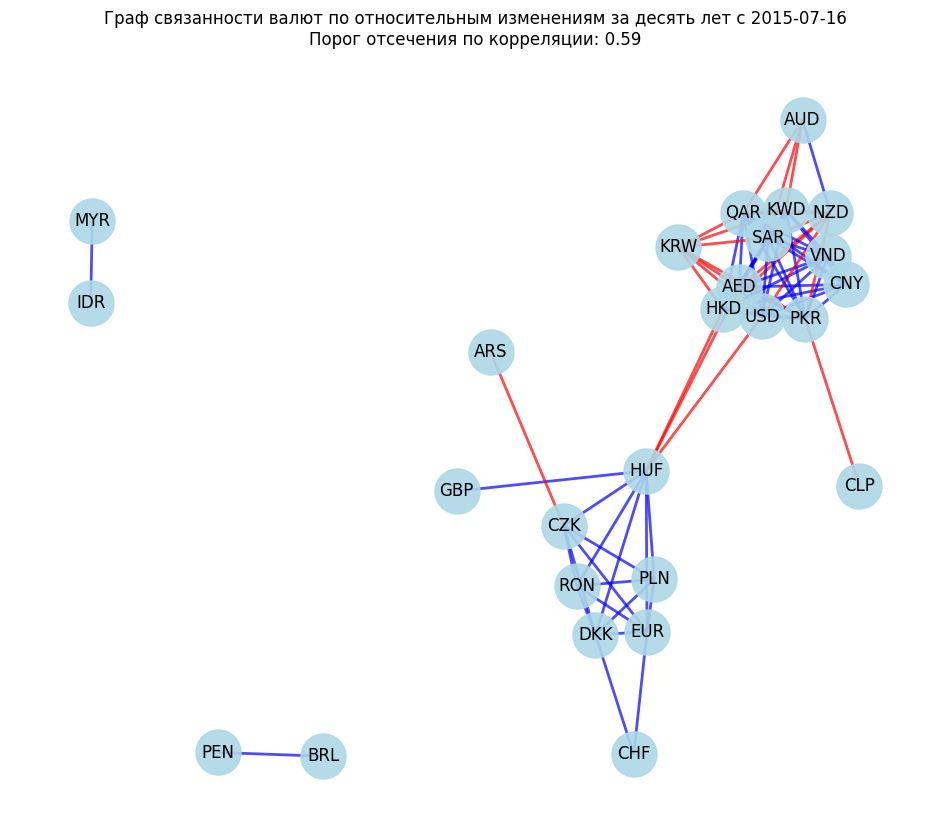 Граф связанности валют по относительным изменениям за десять лет с 2015-07-16
Порог отсечения по корреляции: 0.59
AUD
QAR
KWD
NZD
MYR
SAR
KRW
VND
AED
CNY
IDR
HKD
USD
PKR
ARS
HUF
GBP
CLP
CZK
RON
PLN
DKK
EUR
PEN
BRL
CHF